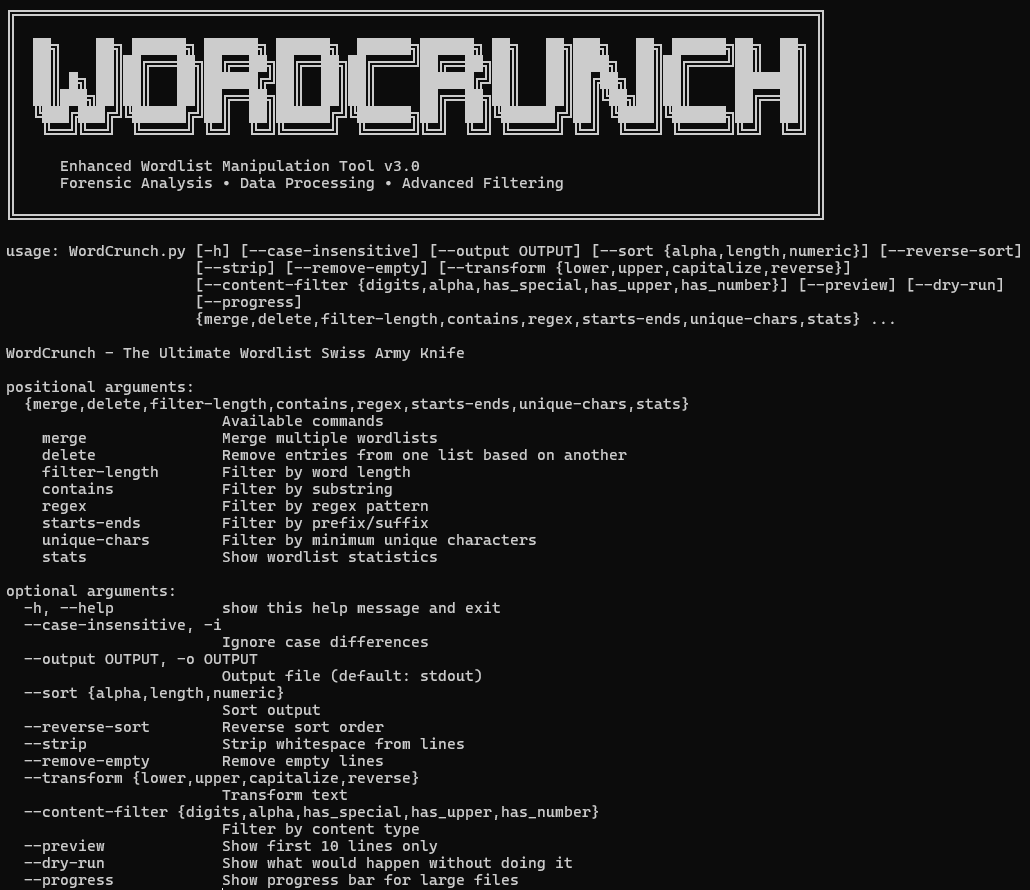 WORDCRUNCH
Enhanced Wordlist Manipulation Tool v3.0
Forensic Analysis • Data Processing • Advanced Filtering
usage: WordCrunch.py [-h] [--case-insensitive] [--output OUTPUT] [--sort {alpha,length,numeric}] [--reverse-sort]
[--strip] [--remove-empty] [--transform {lower,upper,capitalize,reverse}]
[--content-filter {digits,alpha,has_special,has_upper,has_number}] [--preview] [--dry-run]
[--progress]
{merge,delete,filter-length,contains,regex,starts-ends,unique-chars,stats} ...
WordCrunch - The Ultimate Wordlist Swiss Army Knife
positional arguments:
{merge,delete,filter-length,contains,regex,starts-ends,unique-chars,stats}
Available commands
merge Merge multiple wordlists
delete Remove entries from one list based on another
filter-length Filter by word length
contains Filter by substring
regex Filter by regex pattern
starts-ends Filter by prefix/suffix
unique-chars Filter by minimum unique characters
stats Show wordlist statistics
optional arguments:
-h, --help show this help message and exit
--case-insensitive, -i
Ignore case differences
--output OUTPUT, -o OUTPUT
Output file (default: stdout)
--sort {alpha,length,numeric}
Sort output
--reverse-sort Reverse sort order
--strip Strip whitespace from lines
--remove-empty Remove empty lines
--transform {lower,upper,capitalize,reverse}
Transform text
--content-filter {digits,alpha,has_special,has_upper,has_number}
Filter by content type
--preview Show first 10 lines only
--dry-run Show what would happen without doing it
--progress Show progress bar for large files